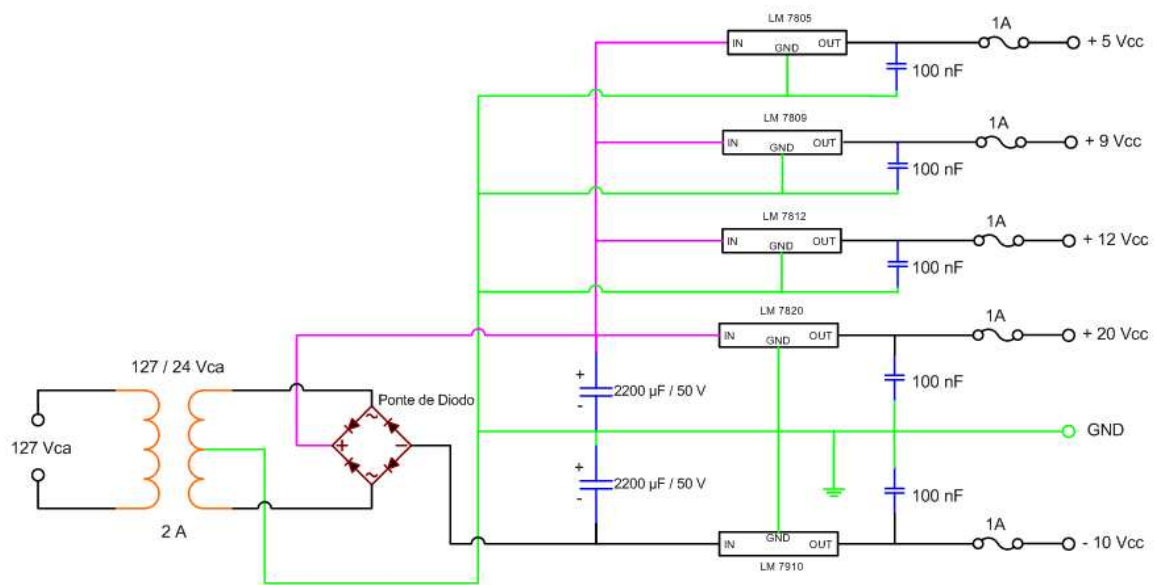 LM 7805
IN
GND
OUT
1A
+ 5 Vcc
100 nF
LM 7809
IN
GND
OUT
1A
+ 9 Vcc
100 nF
LM 7812
IN
GND
OUT
1A
+ 12 Vcc
100 nF
LM 7820
IN
GND
OUT
1A
+ 20 Vcc
127 / 24 Vca
Ponte de Diodo
+
2200 µF / 50 V
-
100 nF
127 Vca
~
+
-
~
GND
+
2200 µF / 50 V
-
100 nF
2 A
IN
GND
OUT
LM 7910
1A
- 10 Vcc